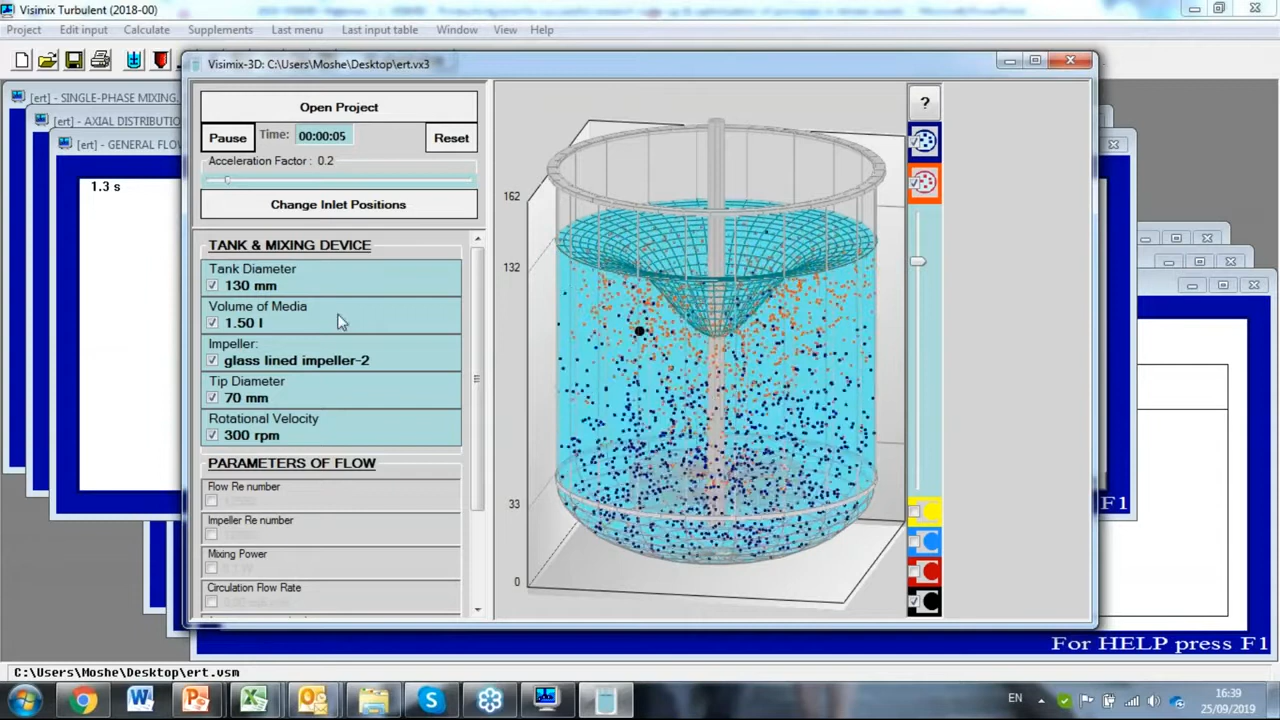 Visimix Turbulent (2018-00)
Project Edit input Calculate Supplements Last menu Last input table Window View Help
Visimix-3D: C:\Users\Moshe\Desktop\ert.vx3
[ert] - SINGLE-PHASE MIXING.
[ert] - AXIAL DISTRIBUTIO
[ert] - GENERAL FLOW
1.3 s
Open Project
Pause Time: 00:00:05 Reset
Acceleration Factor : 0.2
Change Inlet Positions
TANK & MIXING DEVICE
Tank Diameter
130 mm
Volume of Media
1.50 l
Impeller:
glass lined impeller-2
Tip Diameter
70 mm
Rotational Velocity
300 rpm
PARAMETERS OF FLOW
Flow Re number
Impeller Re number
Mixing Power
Circulation Flow Rate
?
162
132
33
0
F1
For HELP press F1
C:\Users\Moshe\Desktop\ert.vsm
EN
16:39
25/09/2019